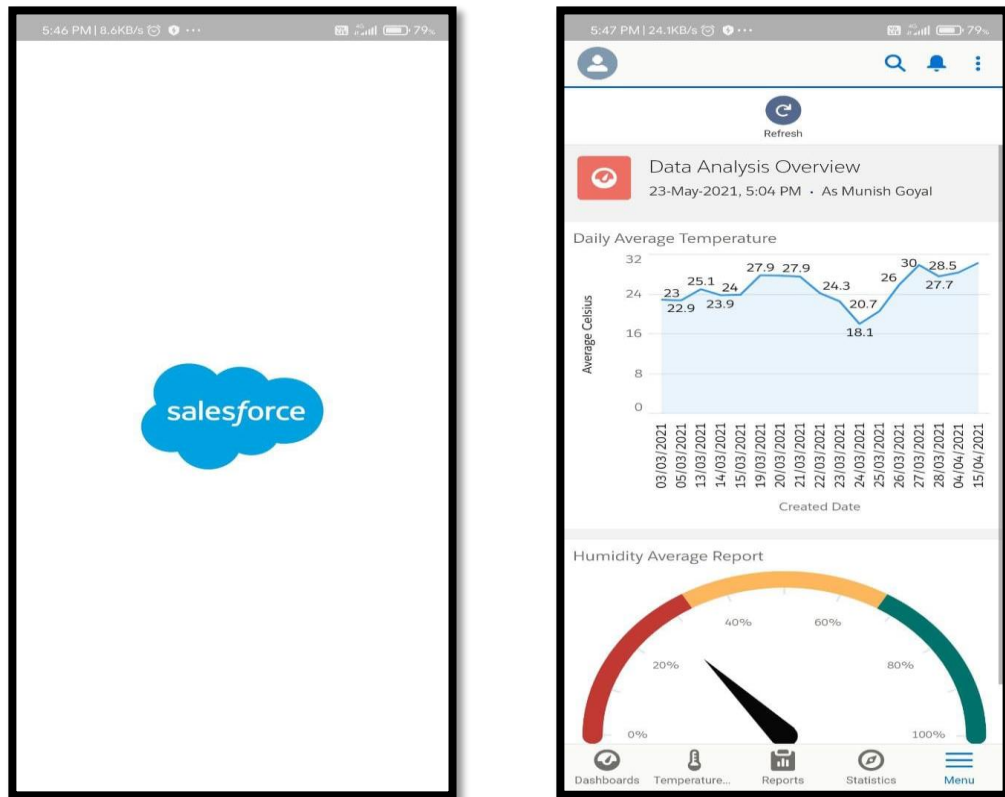 5:46 PM | 8.6KB/s
79%
salesforce
5:47 PM | 24.1KB/s
79%
Refresh
Data Analysis Overview
23-May-2021, 5:04 PM · As Munish Goyal
Daily Average Temperature
Average Celsius
32
24
16
8
0
23
22.9
25.1
23.9
24
27.9
27.9
24.3
18.1
20.7
26
30
27.7
28.5
03/03/2021
05/03/2021
13/03/2021
14/03/2021
15/03/2021
19/03/2021
20/03/2021
21/03/2021
22/03/2021
23/03/2021
24/03/2021
25/03/2021
26/03/2021
27/03/2021
28/03/2021
04/04/2021
15/04/2021
Created Date
Humidity Average Report
0%
20%
40%
60%
80%
100%
Dashboards
Temperature...
Reports
Statistics
Menu